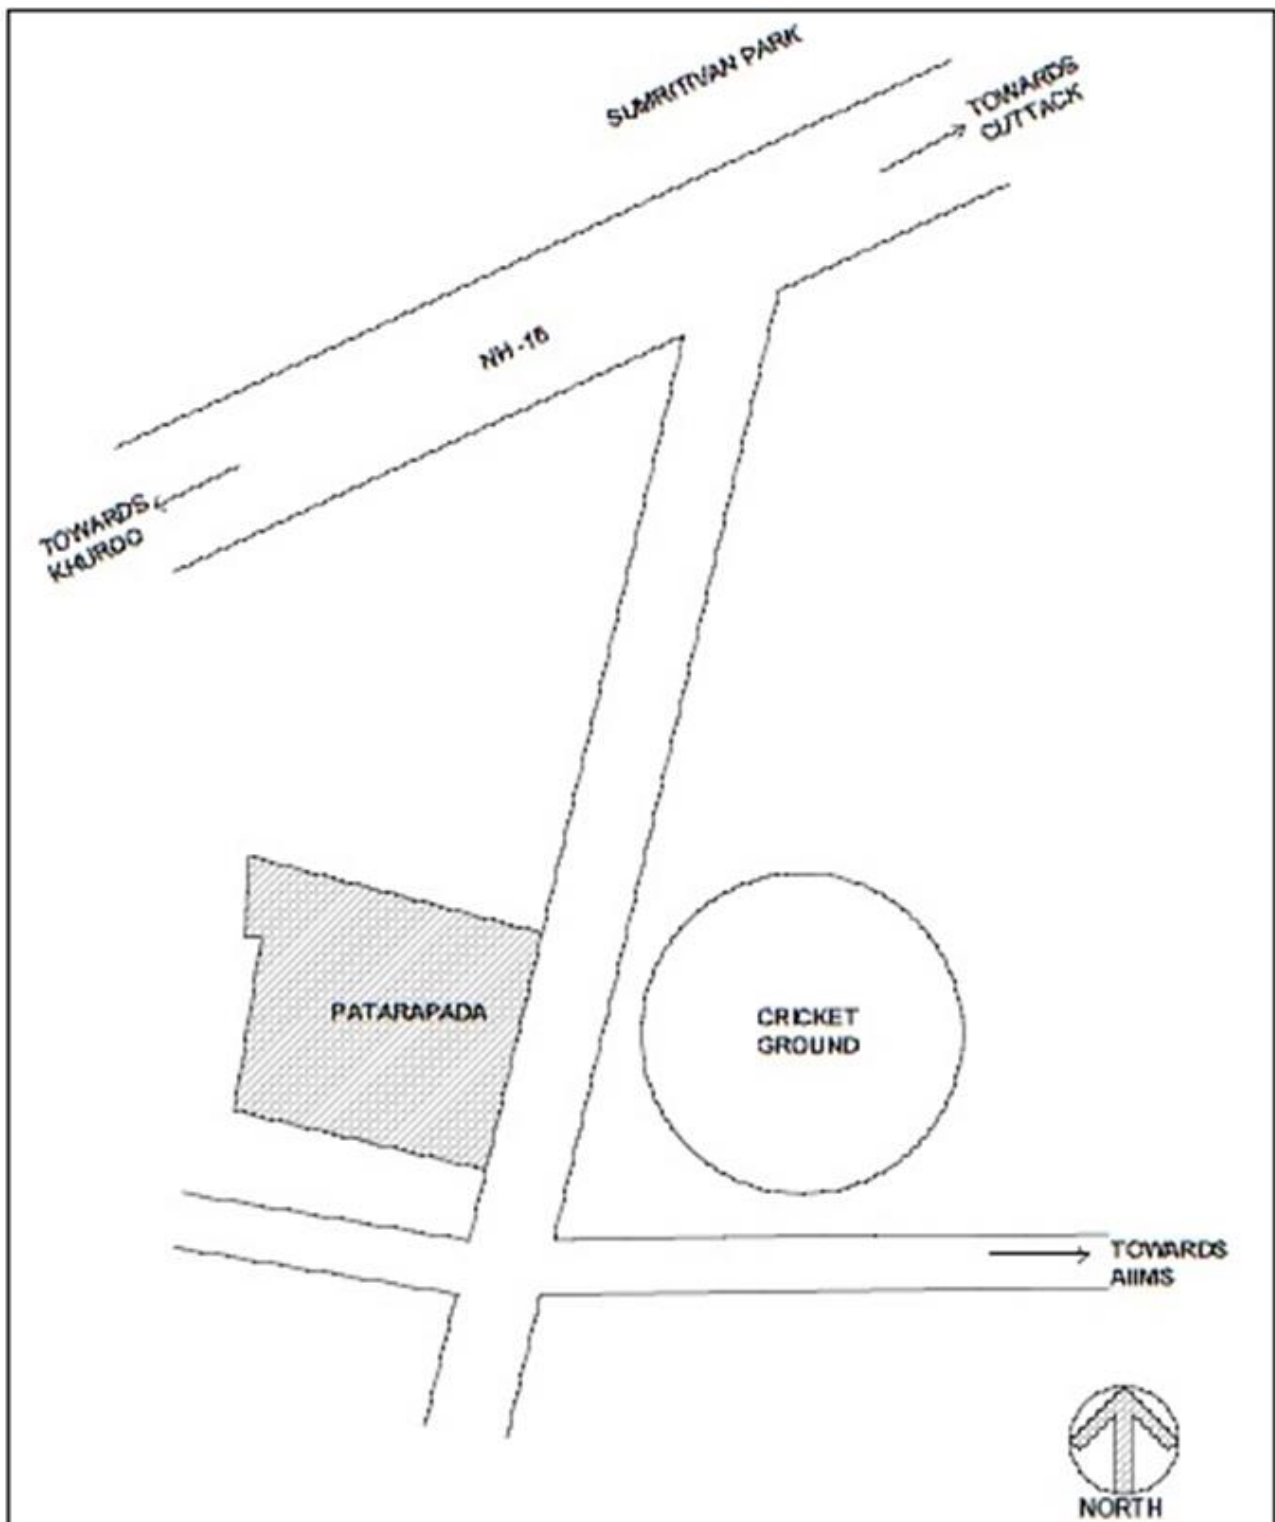 SUMRITIVAN PARK
TOWARDS
CUTTACK
NH -16
TOWARDS
KHURDO
PATARAPADA
CRICKET
GROUND
TOWARDS
AIIMS
NORTH